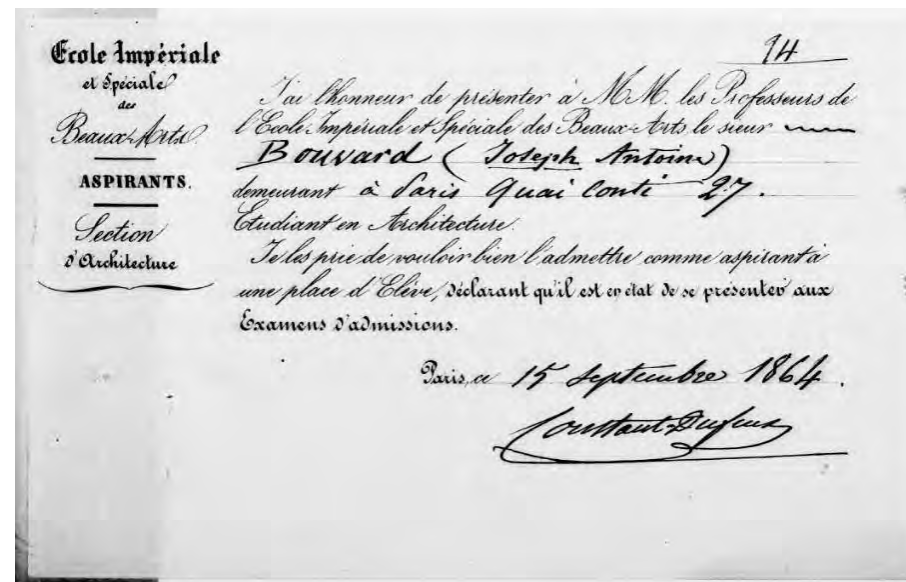 94
Ecole Impériale
et Spéciale
des
Beaux-Arts.
ASPIRANTS.
Section
d'Architecture
J'ai l'honneur de présenter à M.M. les Professeurs de
l'Ecole Impériale et Spéciale des Beaux-Arts, le sieur
Bouvard (Joseph Antoine)
demeurant à Paris Quai Conti 27.
Etudiant en Architecture.
Je les prie de vouloir bien l'admettre comme aspirant à
une place d'Elève, déclarant qu'il est en état de se présenter aux
Examens d'admissions.
Paris, ce 15 septembre 1864.
Constant-Dufeux